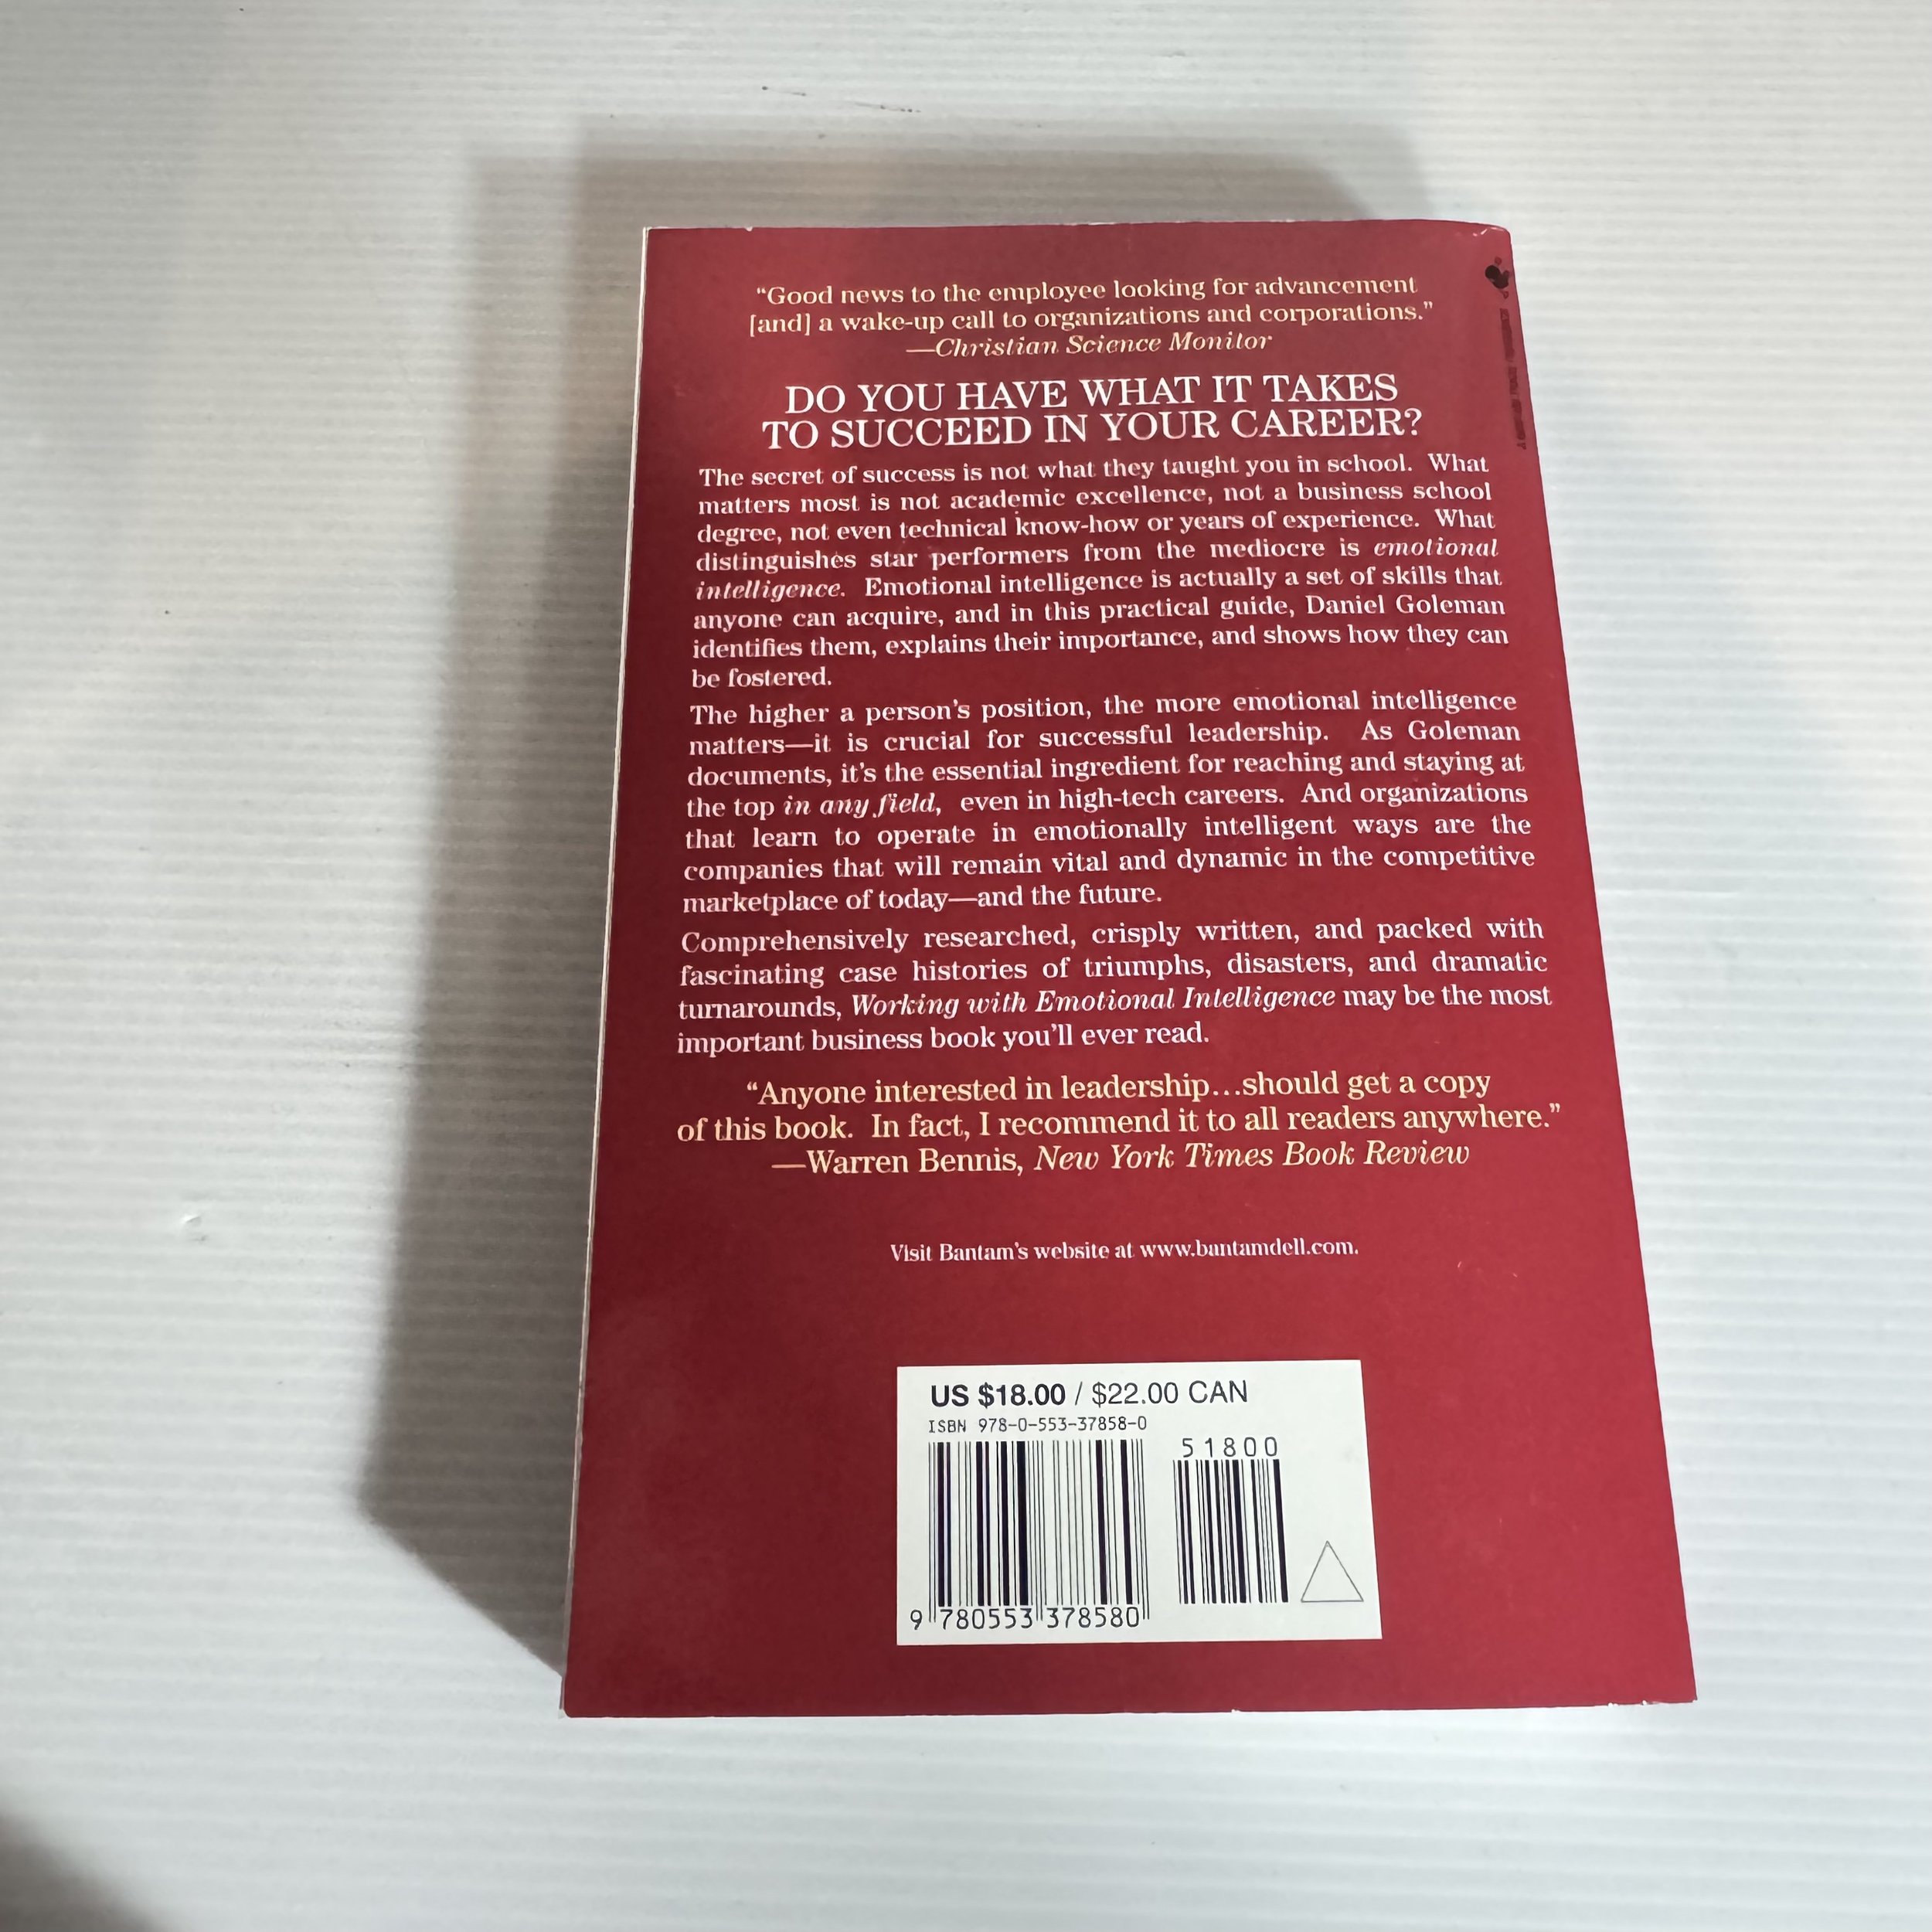 “Good news to the employee looking for advancement
[and] a wake-up call to organizations and corporations.”
—Christian Science Monitor
DO YOU HAVE WHAT IT TAKES
TO SUCCEED IN YOUR CAREER?
The secret of success is not what they taught you in school. What
matters most is not academic excellence, not a business school
degree, not even technical know-how or years of experience. What
distinguishes star performers from the mediocre is emotional
intelligence. Emotional intelligence is actually a set of skills that
anyone can acquire, and in this practical guide, Daniel Goleman
identifies them, explains their importance, and shows how they can
be fostered.
The higher a person's position, the more emotional intelligence
matters—it is crucial for successful leadership. As Goleman
documents, it's the essential ingredient for reaching and staying at
the top in any field, even in high-tech careers. And organizations
that learn to operate in emotionally intelligent ways are the
companies that will remain vital and dynamic in the competitive
marketplace of today—and the future.
Comprehensively researched, crisply written, and packed with
fascinating case histories of triumphs, disasters, and dramatic
turnarounds, Working with Emotional Intelligence may be the most
important business book you'll ever read.
“Anyone interested in leadership...should get a copy
of this book. In fact, I recommend it to all readers anywhere.”
—Warren Bennis, New York Times Book Review
Visit Bantam's website at www.bantamdell.com.
US $18.00 / $22.00 CAN
ISBN 978-0-553-37858-0
51800
9 780553 378580